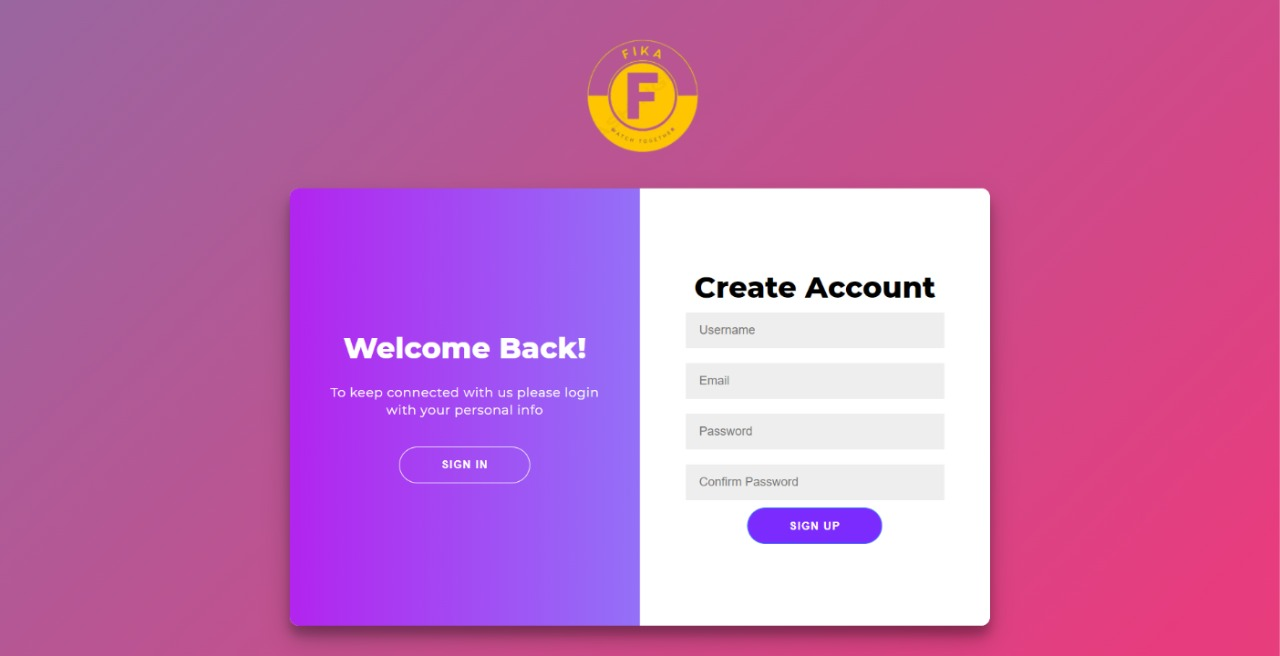 FIKA
F
WATCH TOGETHER
Welcome Back!
To keep connected with us please login
with your personal info
SIGN IN
Create Account
Username
Email
Password
Confirm Password
SIGN UP